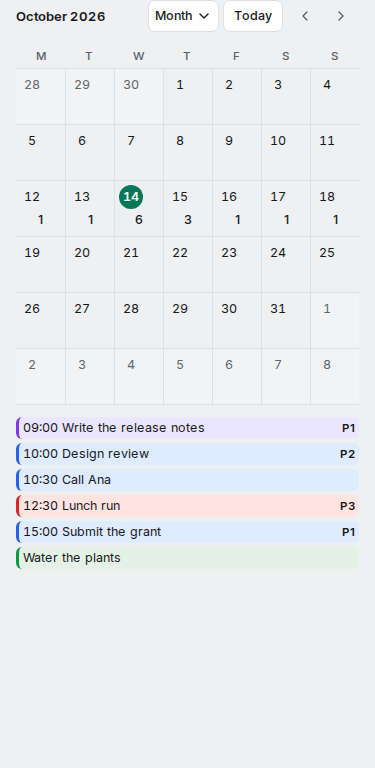 October 2026 Month Today
M T W T F S S
28 29 30 1 2 3 4
5 6 7 8 9 10 11
12 13 14 15 16 17 18
1 1 6 3 1 1 1
19 20 21 22 23 24 25
26 27 28 29 30 31 1
2 3 4 5 6 7 8
09:00 Write the release notes P1
10:00 Design review P2
10:30 Call Ana
12:30 Lunch run P3
15:00 Submit the grant P1
Water the plants